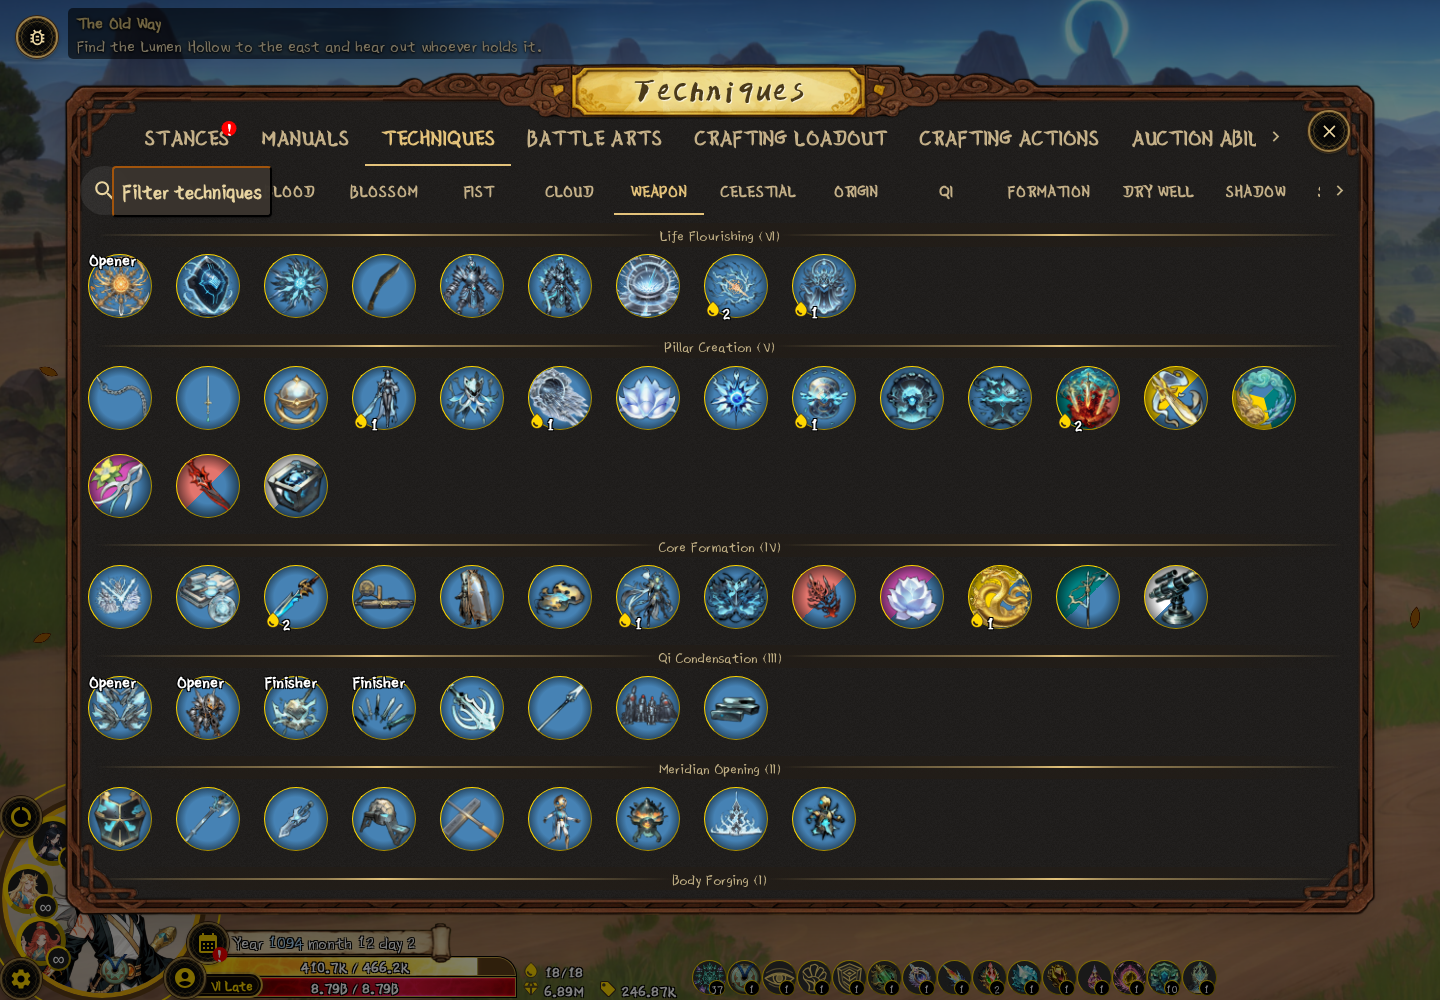 The Old Way
Find the Lumen Hollow to the east and hear out whoever holds it.
Techniques
STANCES
MANUALS
TECHNIQUES
BATTLE ARTS
CRAFTING LOADOUT
CRAFTING ACTIONS
AUCTION ABIL
Filter techniques
LOOD
BLOSSOM
FIST
CLOUD
WEAPON
CELESTIAL
ORIGIN
QI
FORMATION
DRY WELL
SHADOW
Life Flourishing (VI)
Opener
2
1
Pillar Creation (V)
1
1
1
2
Core Formation (IV)
2
1
1
Qi Condensation (III)
Opener
Opener
Finisher
Finisher
Meridian Opening (II)
Body Forging (I)
∞
∞
Year 1094 month 12 day 2
410.7K / 466.2K
8.79B / 8.79B
VI Late
18/18
6.89M
246.87K
37
2
10